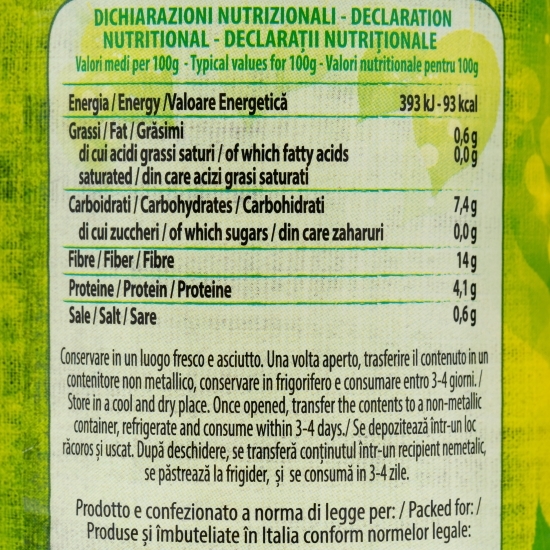 DICHIARAZIONI NUTRIZIONALI - DECLARATION
NUTRITIONAL - DECLARAȚII NUTRIȚIONALE
Valori medi per 100g - Typical values for 100g - Valori nutritionale pentru 100g
Energia / Energy /Valoare Energetică 393 kJ - 93 kcal
Grassi / Fat / Grăsimi 0,6 g
di cui acidi grassi saturi / of which fatty acids 0,0 g
saturated / din care acizi grasi saturati
Carboidrati / Carbohydrates / Carbohidrati 7,4 g
di cui zuccheri / of which sugars / din care zaharuri 0,0 g
Fibre / Fiber / Fibre 14 g
Proteine / Protein / Proteine 4,1 g
Sale / Salt / Sare 0,6 g
Conservare in un luogo fresco e asciutto. Una volta aperto, trasferire il contenuto in un
contenitore non metallico, conservare in frigorifero e consumare entro 3-4 giorni. /
Store in a cool and dry place. Once opened, transfer the contents to a non-metallic
container, refrigerate and consume within 3-4 days./ Se depozitează într-un loc
răcoros și uscat. După deschidere, se transferă conținutul într-un recipient nemetalic,
se păstrează la frigider, și se consumă in 3-4 zile.
Prodotto e confezionato a norma di legge per: / Packed for: /
Produse și îmbuteliate în Italia conform normelor legale: